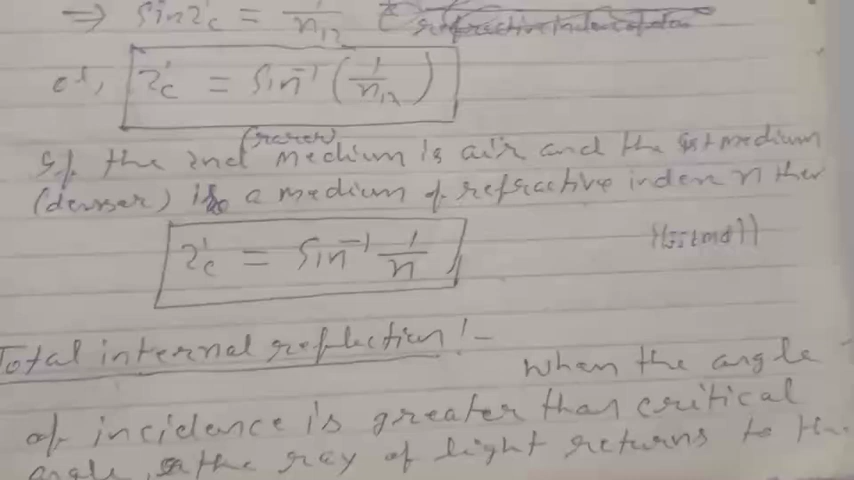 ⇒ sin i_c = 1/n₁₂
or, i_c = sin⁻¹(1/n₁₂)
(rarer)
If the 2nd medium is air and the 1st medium
(denser) is a medium of refractive index n then
i_c = sin⁻¹ 1/n
Total internal reflection :-
When the angle
of incidence is greater than critical
angle, the ray of light returns to the